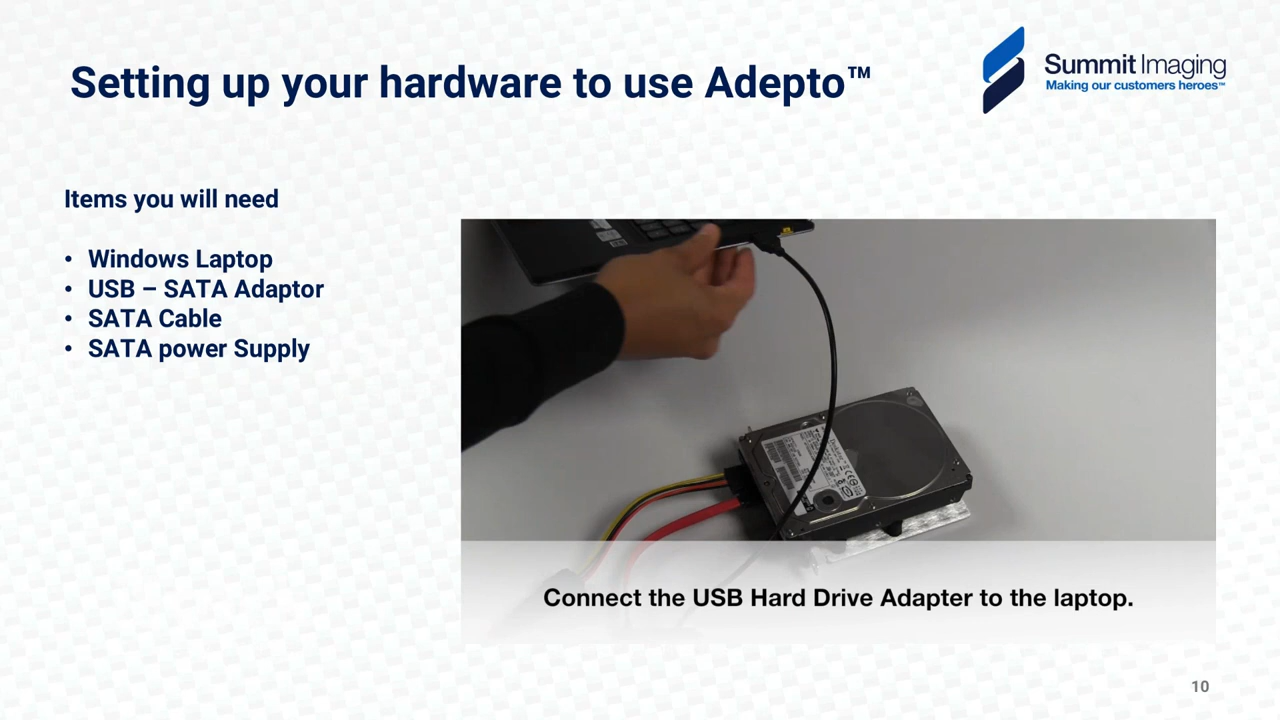 Setting up your hardware to use Adepto™
Summit Imaging
Making our customers heroes™
Items you will need
• Windows Laptop
• USB – SATA Adaptor
• SATA Cable
• SATA power Supply
Connect the USB Hard Drive Adapter to the laptop.
10